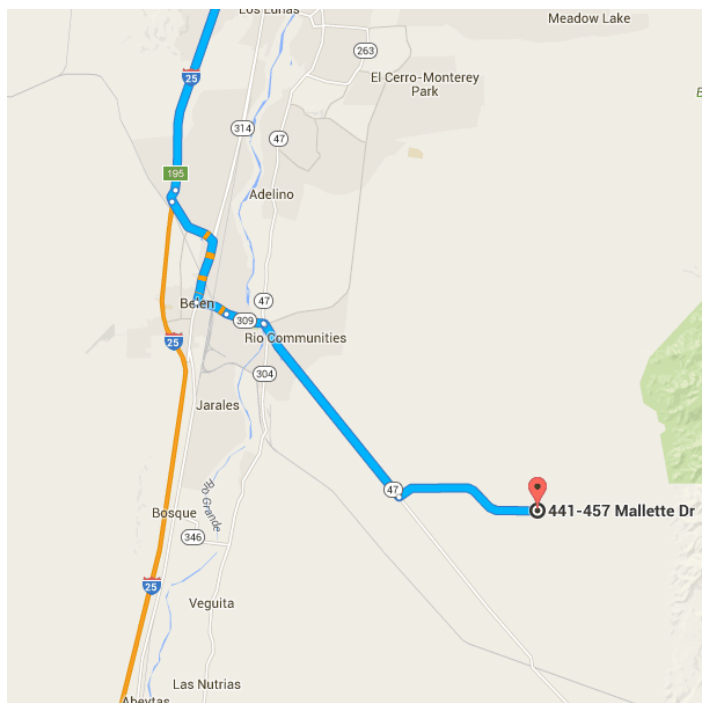 Los Lunas
Meadow Lake
263
El Cerro-Monterey
Park
25
314
47
195
Adelino
Belen
47
309
Rio Communities
25
304
Jarales
47
441-457 Mallette Dr
Rio Grande
Bosque
346
25
Veguita
Las Nutrias
Abeytas